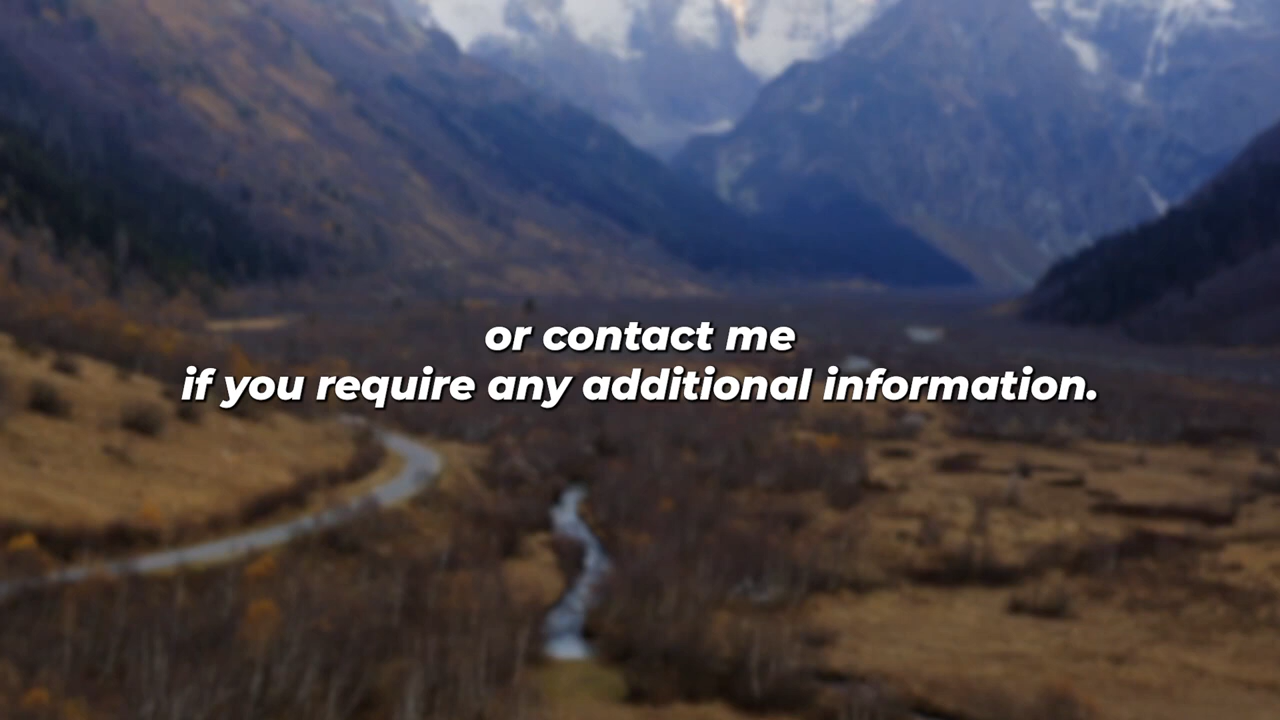 or contact me
if you require any additional information.